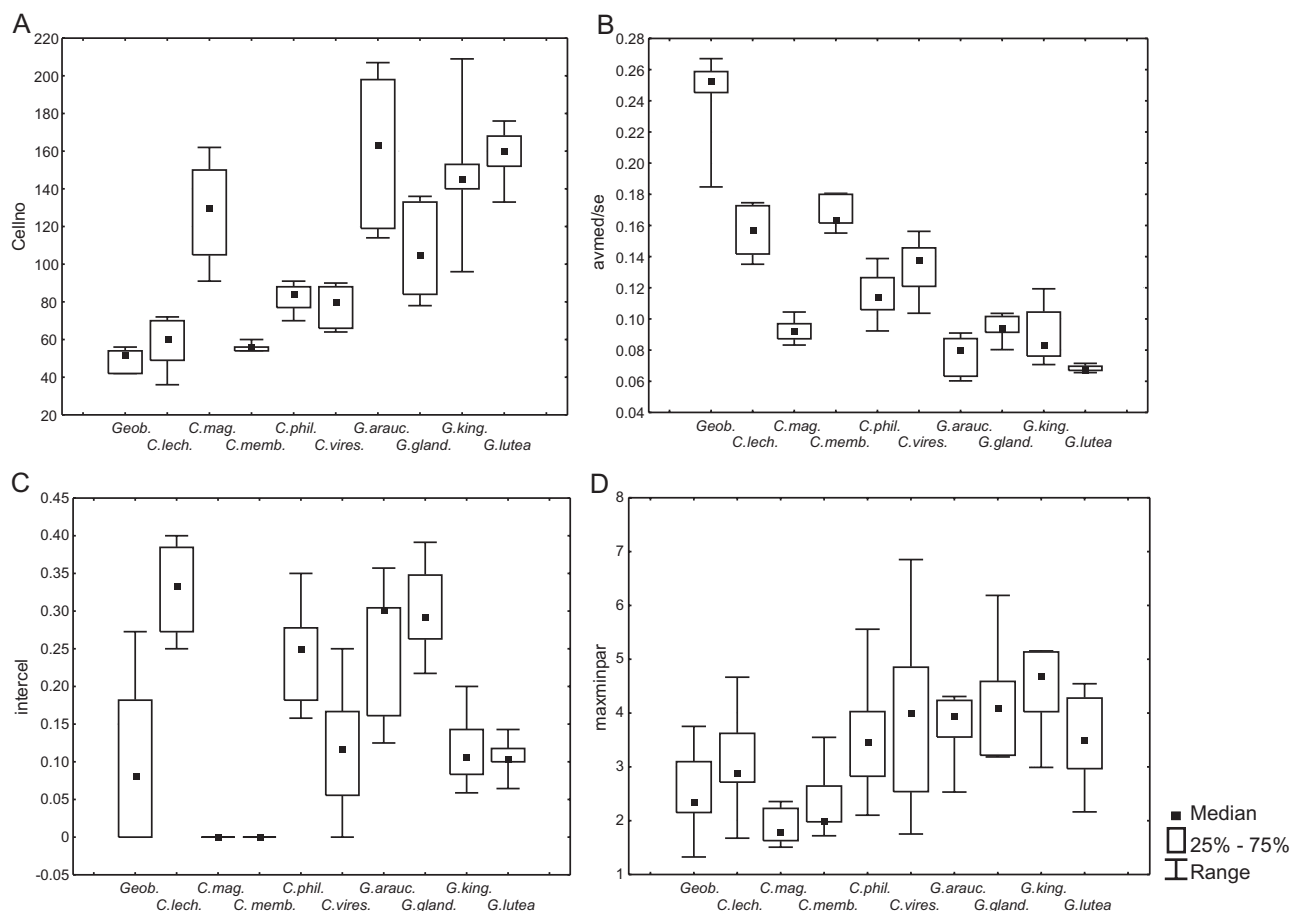 A
220
200
180
160
140
120
100
80
60
40
20
Cellno
Geob. C.mag. C.phil. G.arauc. G.king.
C.lech. C.memb. C.vires. G.gland. G.lutea
B
0.28
0.26
0.24
0.22
0.20
0.18
0.16
0.14
0.12
0.10
0.08
0.06
0.04
avmed/se
Geob. C.mag. C.phil. G.arauc. G.king.
C.lech. C.memb. C.vires. G.gland. G.lutea
C
0.45
0.40
0.35
0.30
0.25
0.20
0.15
0.10
0.05
0
-0.05
intercel
Geob. C.mag. C.phil. G.arauc. G.king.
C.lech. C. memb. C.vires. G.gland. G.lutea
D
8
7
6
5
4
3
2
1
maxminpar
Geob. C.mag. C.phil. G.arauc. G.king.
C.lech. C.memb. C.vires. G.gland. G.lutea
Median
25% - 75%
Range